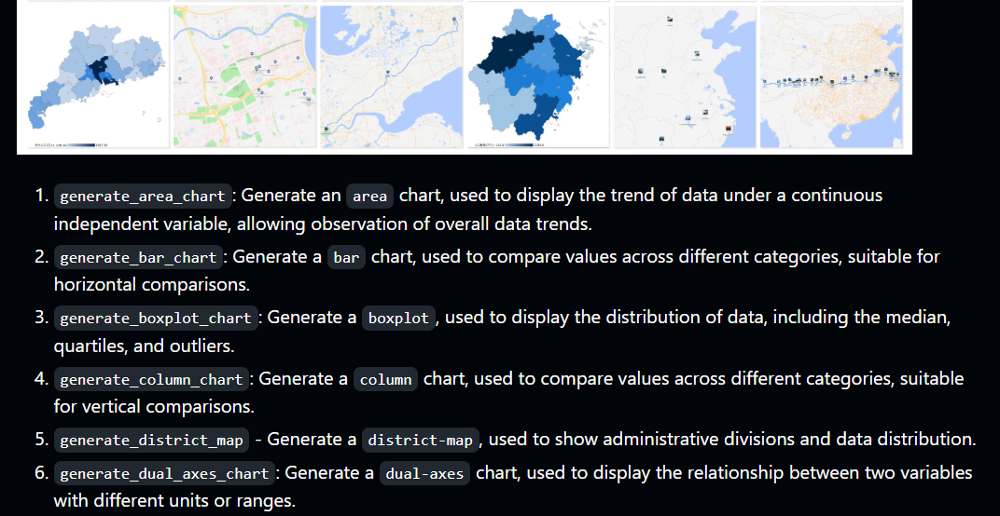 1. generate_area_chart: Generate an area chart, used to display the trend of data under a continuous
independent variable, allowing observation of overall data trends.
2. generate_bar_chart: Generate a bar chart, used to compare values across different categories, suitable for
horizontal comparisons.
3. generate_boxplot_chart: Generate a boxplot, used to display the distribution of data, including the median,
quartiles, and outliers.
4. generate_column_chart: Generate a column chart, used to compare values across different categories, suitable
for vertical comparisons.
5. generate_district_map - Generate a district-map, used to show administrative divisions and data distribution.
6. generate_dual_axes_chart: Generate a dual-axes chart, used to display the relationship between two variables
with different units or ranges.